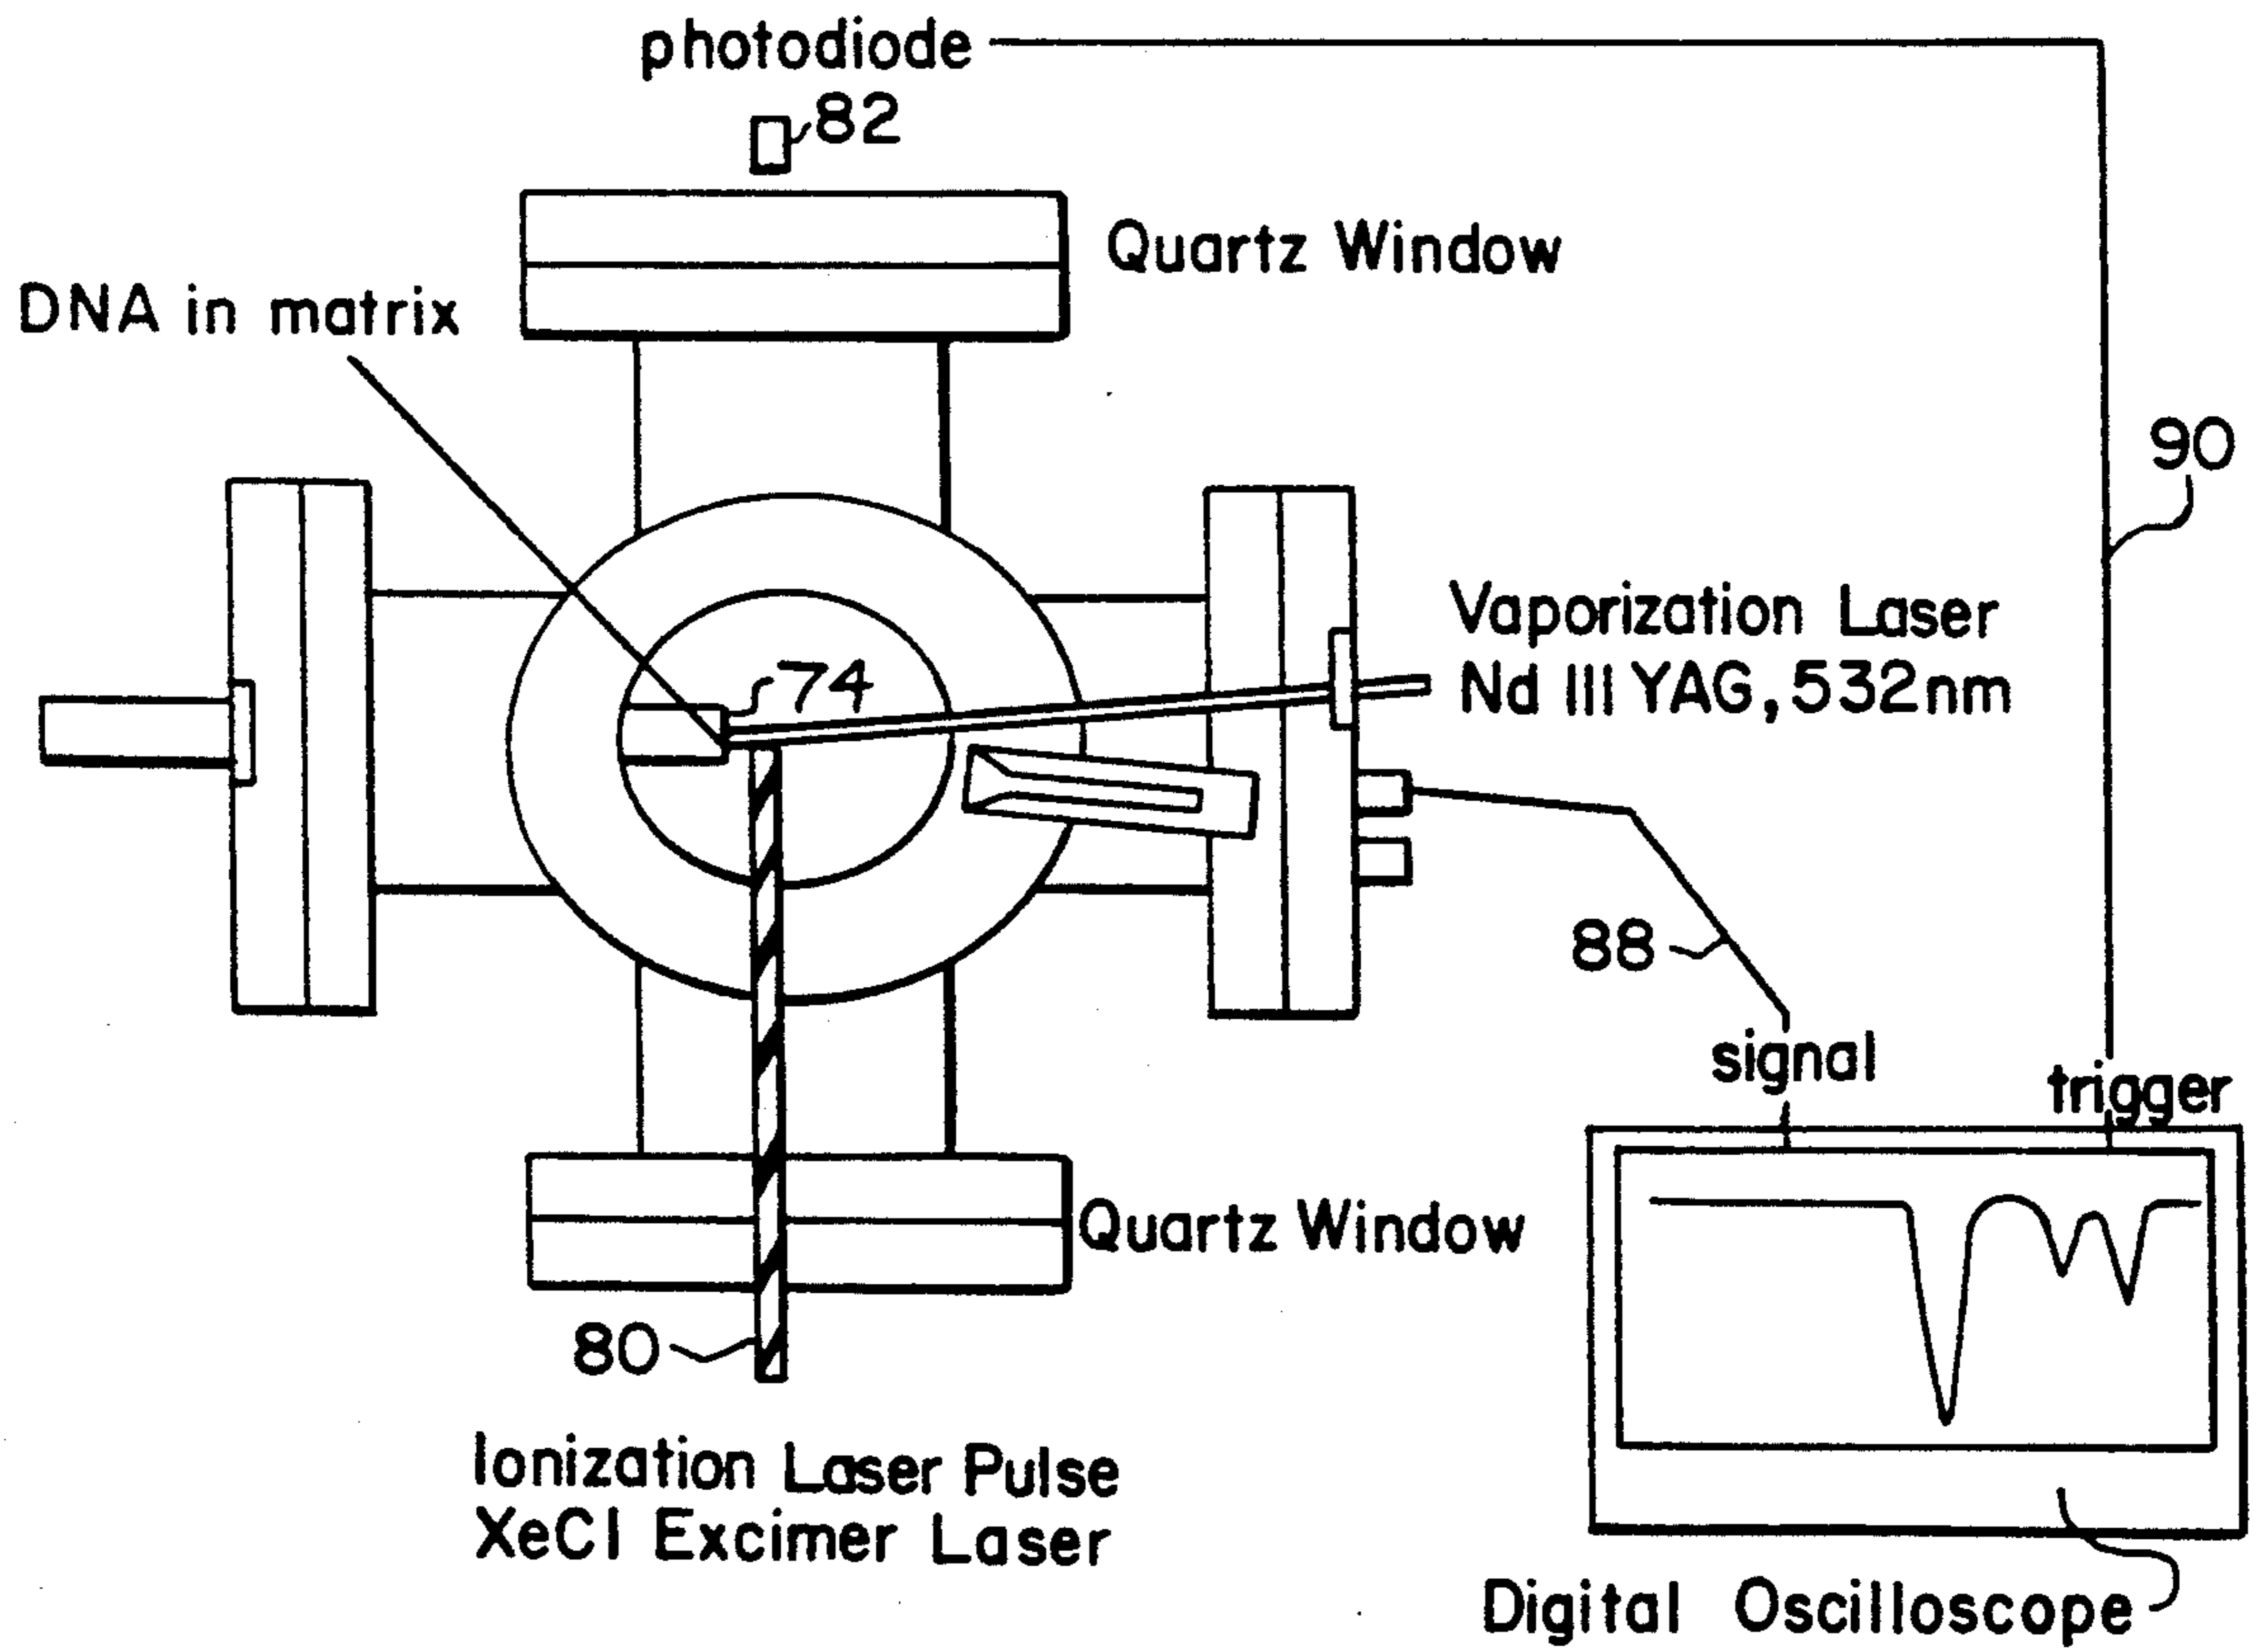 photodiode
82
Quartz Window
DNA in matrix
90
Vaporization Laser
Nd III YAG, 532nm
74
88
signal
trigger
Quartz Window
80
Ionization Laser Pulse
XeCl Excimer Laser
Digital Oscilloscope